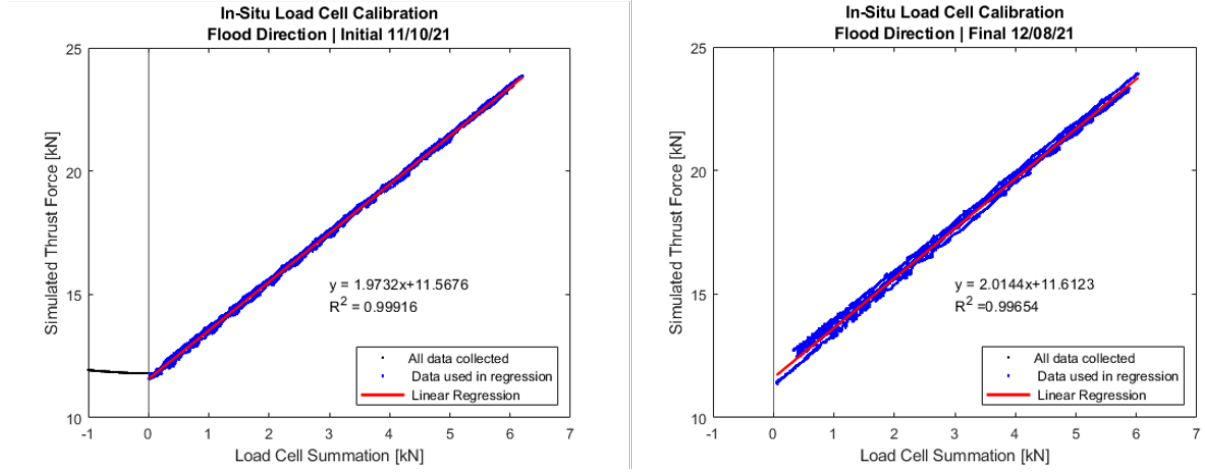 In-Situ Load Cell Calibration
Flood Direction | Initial 11/10/21
25
20
15
10
Simulated Thrust Force [kN]
y = 1.9732x+11.5676
R² = 0.99916
All data collected
Data used in regression
Linear Regression
-1 0 1 2 3 4 5 6 7
Load Cell Summation [kN]
In-Situ Load Cell Calibration
Flood Direction | Final 12/08/21
25
20
15
10
Simulated Thrust Force [kN]
y = 2.0144x+11.6123
R² =0.99654
All data collected
Data used in regression
Linear Regression
-1 0 1 2 3 4 5 6 7
Load Cell Summation [kN]